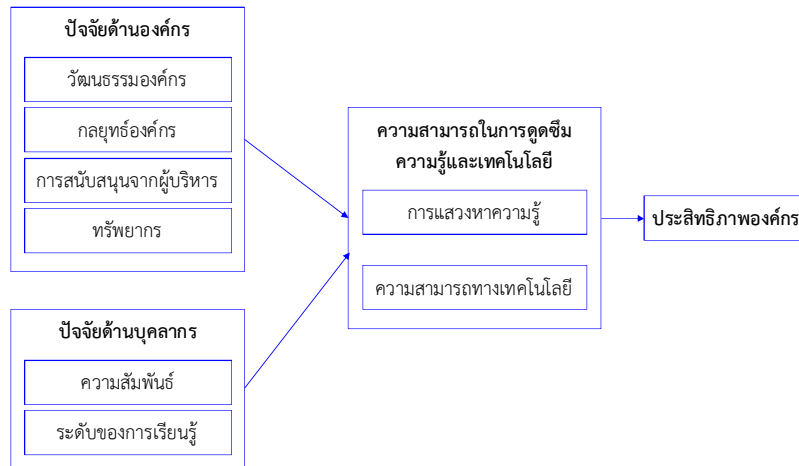 ปัจจัยด้านองค์กร
วัฒนธรรมองค์กร
กลยุทธ์องค์กร
การสนับสนุนจากผู้บริหาร
ทรัพยากร
ปัจจัยด้านบุคลากร
ความสัมพันธ์
ระดับของการเรียนรู้
ความสามารถในการดูดซึม
ความรู้และเทคโนโลยี
การแสวงหาความรู้
ความสามารถทางเทคโนโลยี
ประสิทธิภาพองค์กร